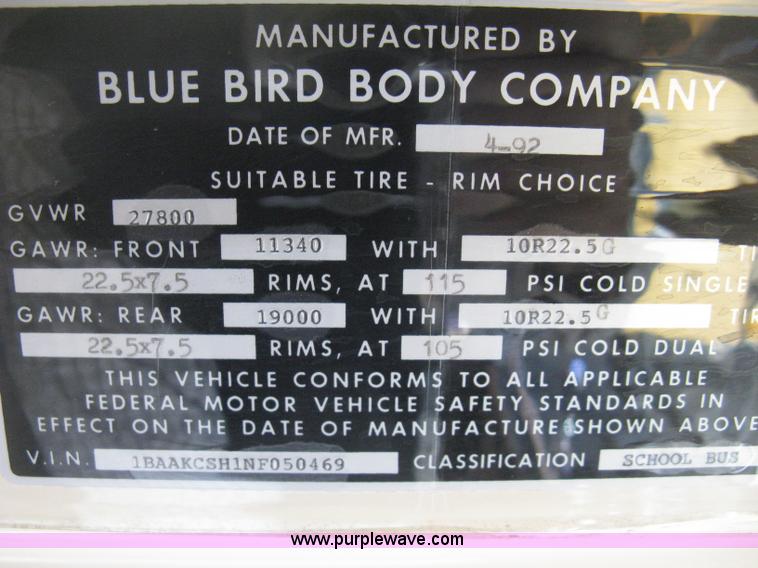 MANUFACTURED BY
BLUE BIRD BODY COMPANY
DATE OF MFR. 4-92
SUITABLE TIRE - RIM CHOICE
GVWR 27800
GAWR: FRONT 11340 WITH 10R22.5G TI
22.5x7.5 RIMS, AT 115 PSI COLD SINGLE
GAWR: REAR 19000 WITH 10R22.5G TIR
22.5x7.5 RIMS, AT 105 PSI COLD DUAL
THIS VEHICLE CONFORMS TO ALL APPLICABLE
FEDERAL MOTOR VEHICLE SAFETY STANDARDS IN
EFFECT ON THE DATE OF MANUFACTURE SHOWN ABOVE
V.I.N. 1BAAKCSH1NF050469 CLASSIFICATION SCHOOL BUS
www.purplewave.com